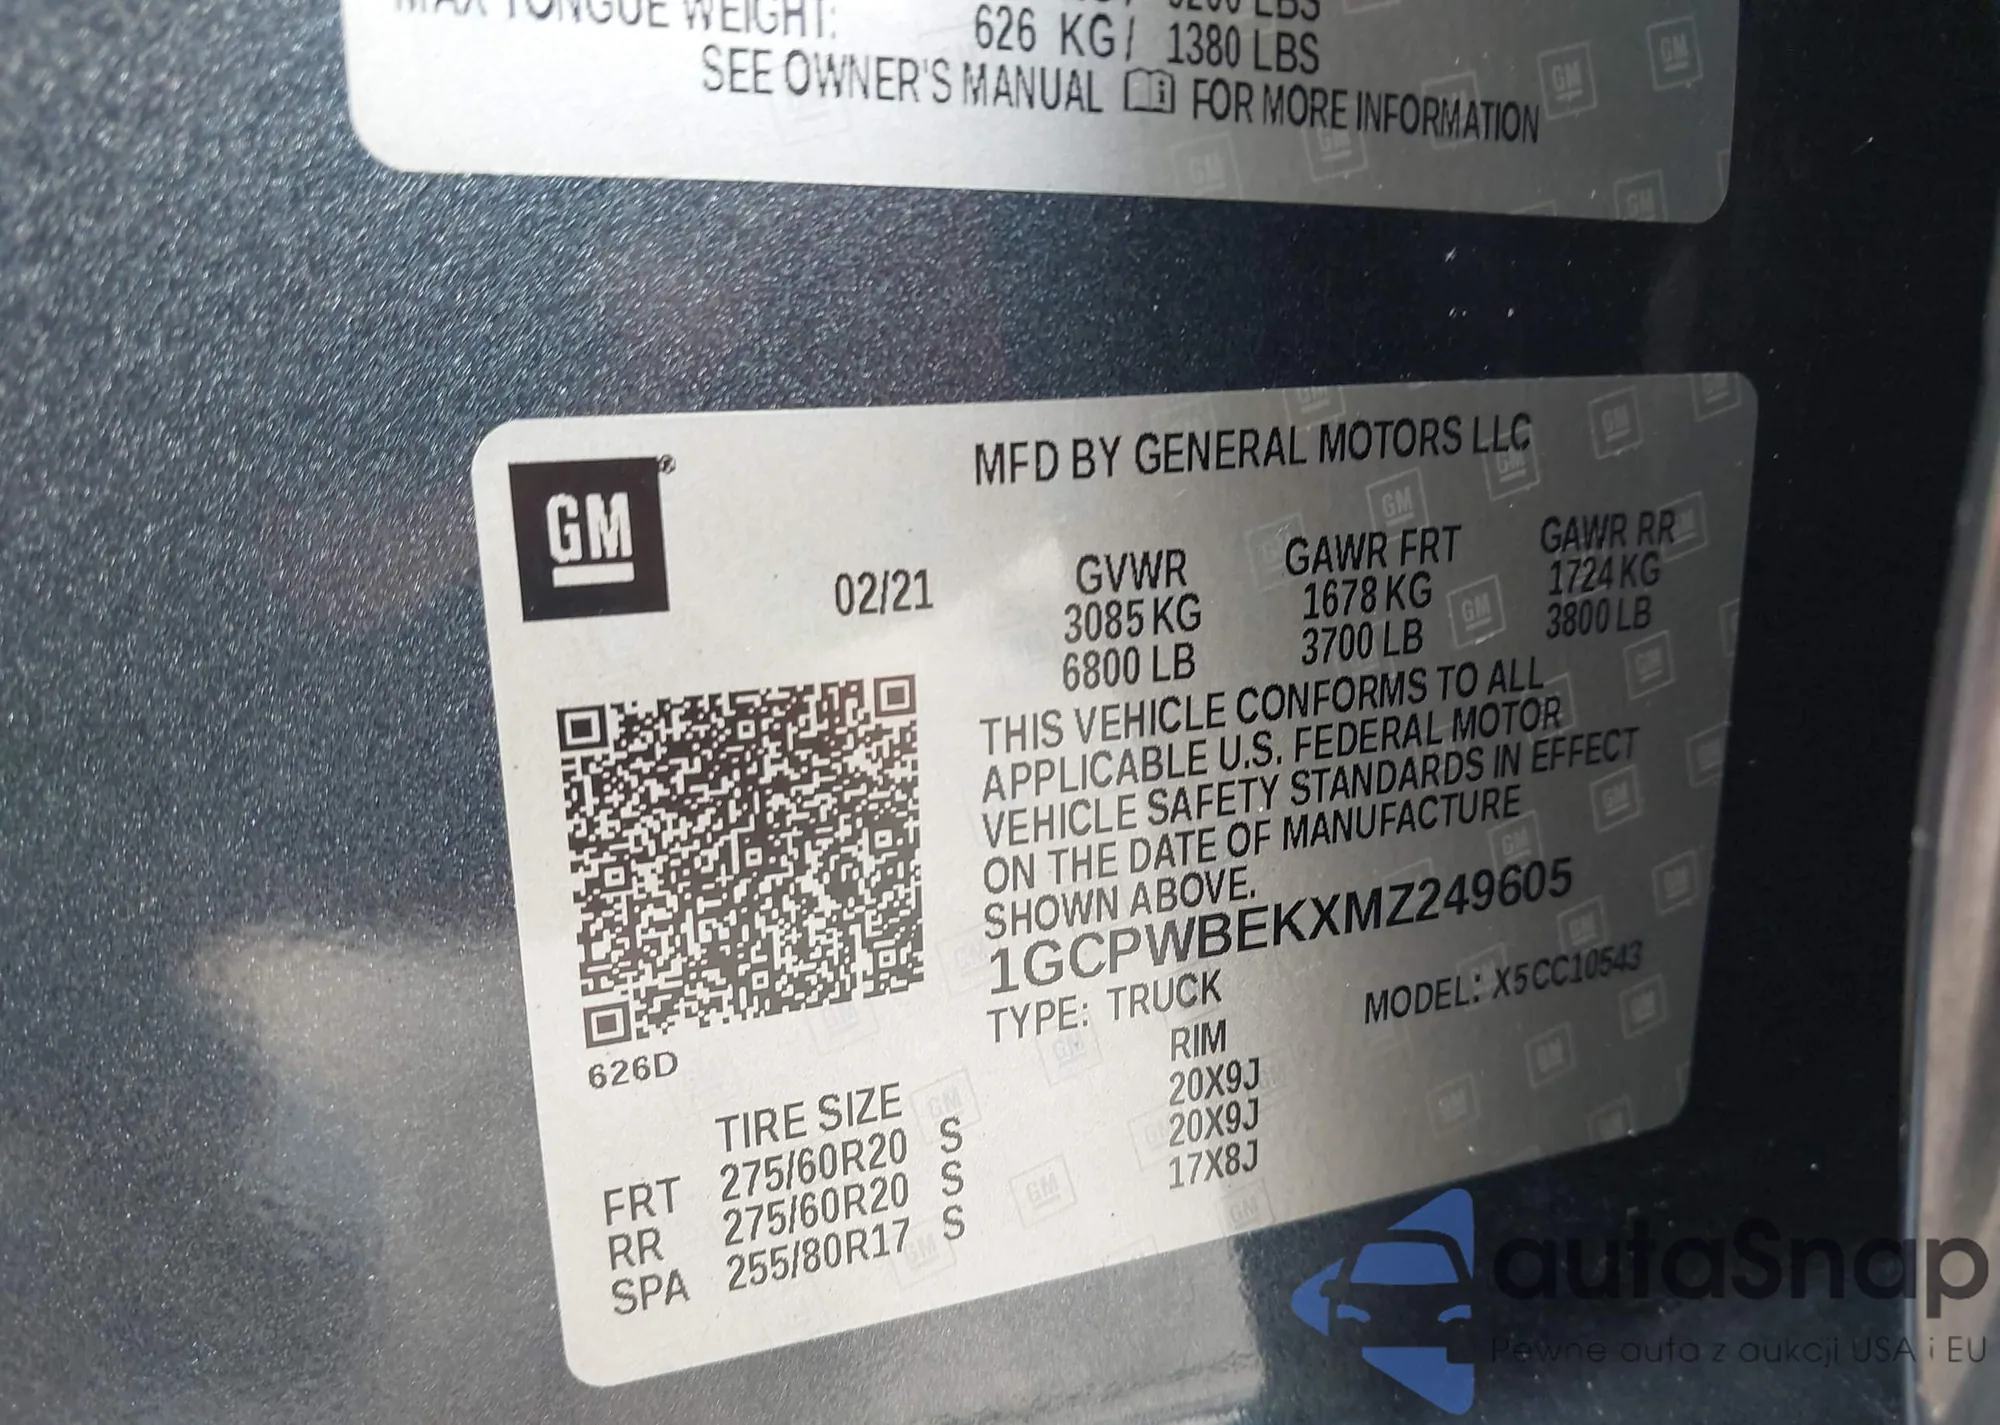 MAX TONGUE WEIGHT: 626 KG / 1380 LBS
SEE OWNER'S MANUAL FOR MORE INFORMATION
GM®
MFD BY GENERAL MOTORS LLC
02/21
GVWR GAWR FRT GAWR RR
3085 KG 1678 KG 1724 KG
6800 LB 3700 LB 3800 LB
THIS VEHICLE CONFORMS TO ALL
APPLICABLE U.S. FEDERAL MOTOR
VEHICLE SAFETY STANDARDS IN EFFECT
ON THE DATE OF MANUFACTURE
SHOWN ABOVE.
1GCPWBEKXMZ249605
TYPE: TRUCK MODEL: X5CC10543
626D
TIRE SIZE RIM
FRT 275/60R20 S 20X9J
RR 275/60R20 S 20X9J
SPA 255/80R17 S 17X8J
autaSnap
Pewne auta z aukcji USA i EU